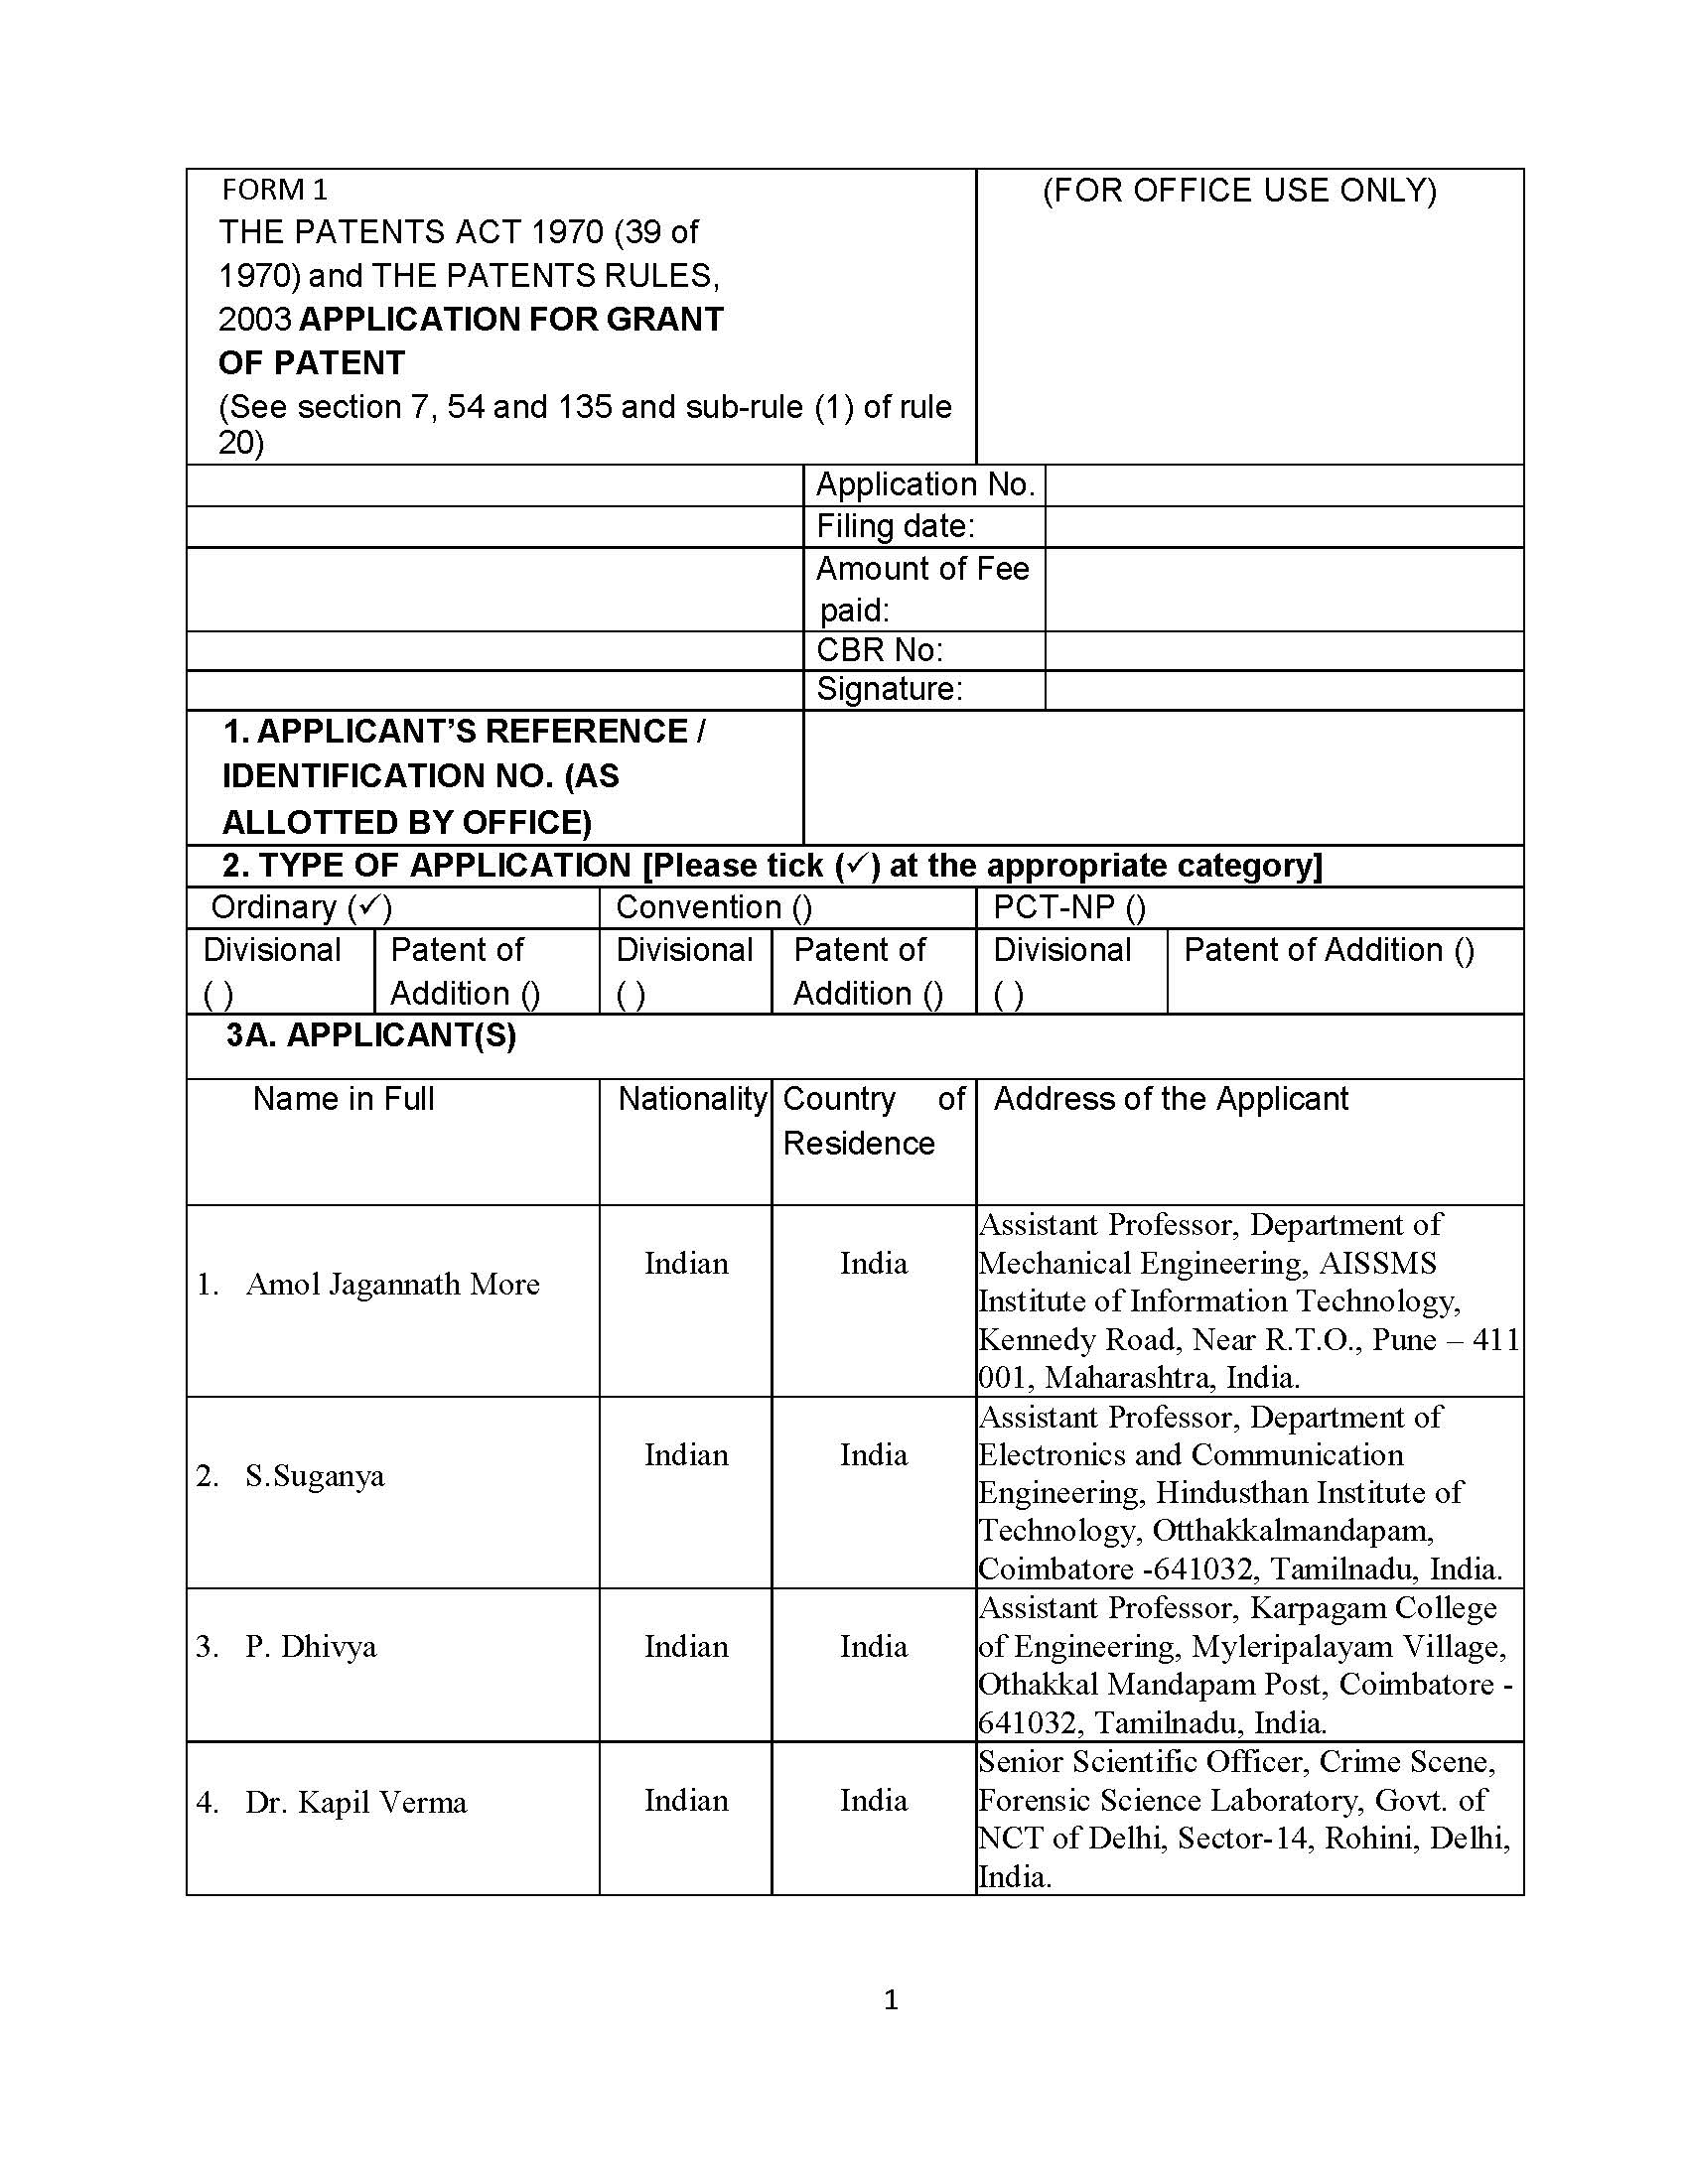 FORM 1
(FOR OFFICE USE ONLY)
THE PATENTS ACT 1970 (39 of
1970) and THE PATENTS RULES,
2003 APPLICATION FOR GRANT
OF PATENT
(See section 7, 54 and 135 and sub-rule (1) of rule
20)
Application No.
Filing date:
Amount of Fee
paid:
CBR No:
Signature:
1. APPLICANT’S REFERENCE /
IDENTIFICATION NO. (AS
ALLOTTED BY OFFICE)
2. TYPE OF APPLICATION [Please tick (✓) at the appropriate category]
Ordinary (✓)
Convention ()
PCT-NP ()
Divisional
( )
Patent of
Addition ()
Divisional
( )
Patent of
Addition ()
Divisional
( )
Patent of Addition ()
3A. APPLICANT(S)
Name in Full
Nationality
Country of
Residence
Address of the Applicant
1. Amol Jagannath More
Indian
India
Assistant Professor, Department of
Mechanical Engineering, AISSMS
Institute of Information Technology,
Kennedy Road, Near R.T.O., Pune – 411
001, Maharashtra, India.
2. S.Suganya
Indian
India
Assistant Professor, Department of
Electronics and Communication
Engineering, Hindusthan Institute of
Technology, Otthakkalmandapam,
Coimbatore -641032, Tamilnadu, India.
3. P. Dhivya
Indian
India
Assistant Professor, Karpagam College
of Engineering, Myleripalayam Village,
Othakkal Mandapam Post, Coimbatore -
641032, Tamilnadu, India.
4. Dr. Kapil Verma
Indian
India
Senior Scientific Officer, Crime Scene,
Forensic Science Laboratory, Govt. of
NCT of Delhi, Sector-14, Rohini, Delhi,
India.
1